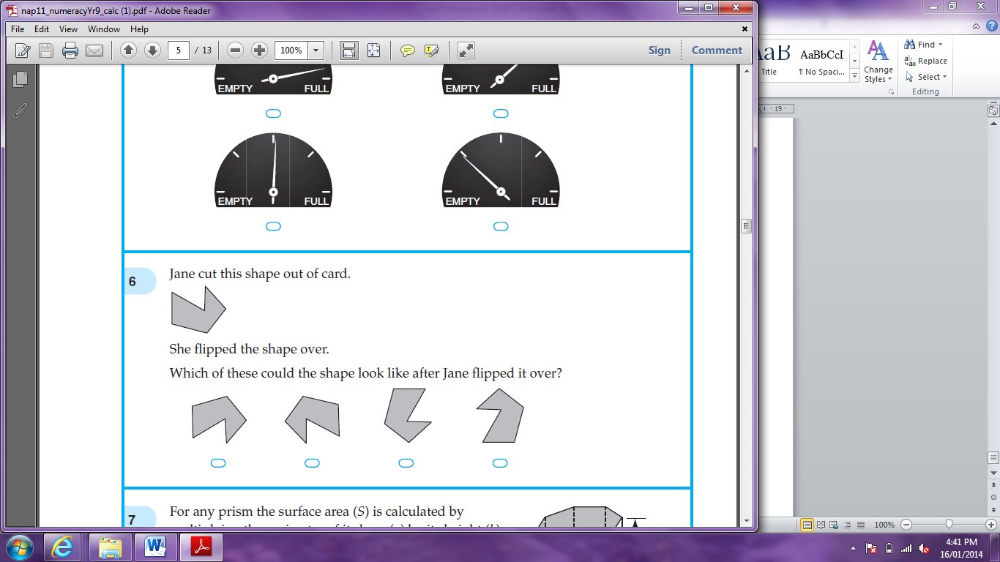 nap11_numeracyYr9_calc (1).pdf - Adobe Reader
File Edit View Window Help
5 / 13 100% Sign Comment
EMPTY FULL EMPTY FULL
EMPTY FULL EMPTY FULL
6 Jane cut this shape out of card.
She flipped the shape over.
Which of these could the shape look like after Jane flipped it over?
7 For any prism the surface area (S) is calculated by
AaB AaBbCcI
Title ¶ No Spaci...
Change
Styles
Find
Replace
Select
Editing
19
100%
4:41 PM
16/01/2014